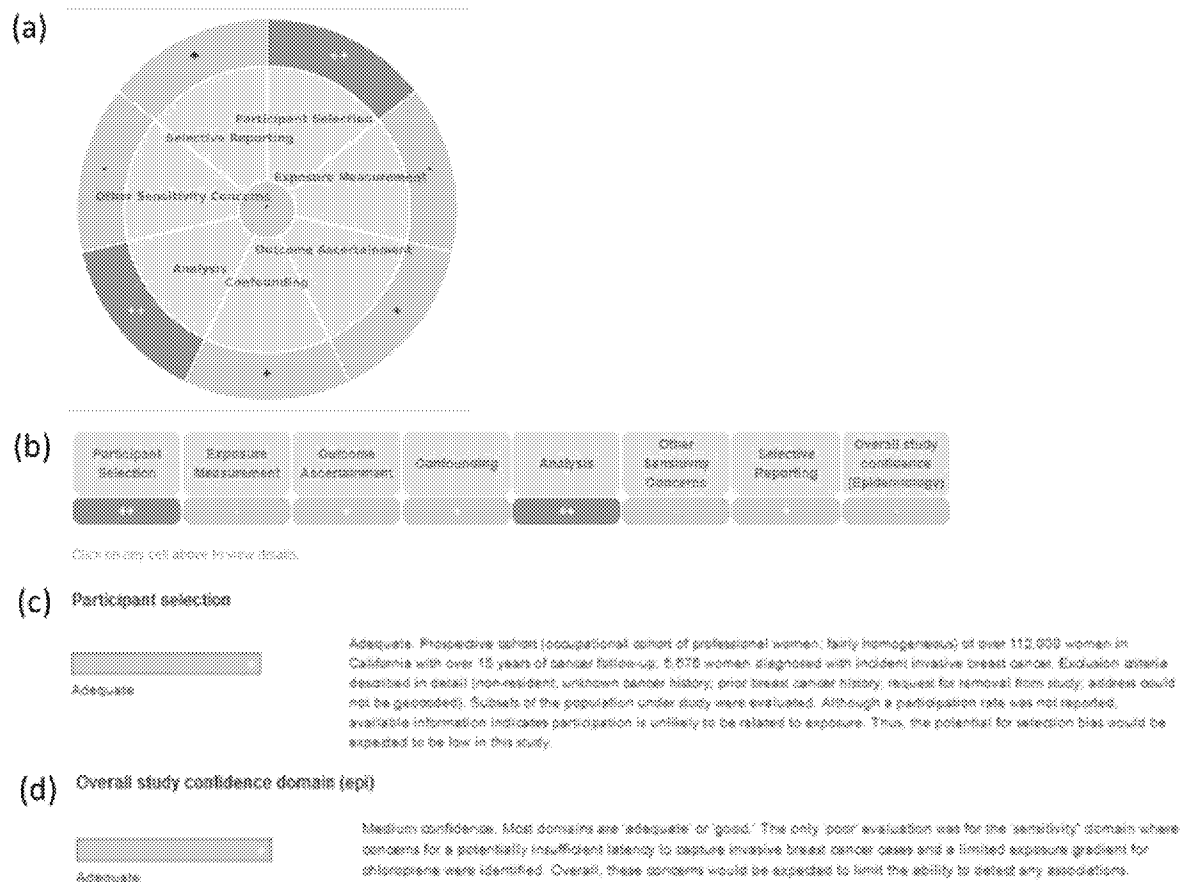 (a)
++
+
Participant Selection
Selective Reporting
-
-
Exposure Measurement
Other Sensitivity Concerns
Outcome Ascertainment
Analysis
Confounding
++
+
+
(b)
Participant Selection
Exposure Measurement
Outcome Ascertainment
Confounding
Analysis
Other Sensitivity Concerns
Selective Reporting
Overall study confidence (Epidemiology)
++
++
Click on any cell above to view details.
(c) Participant selection
Adequate
Adequate. Prospective cohort (occupational cohort of professional women; fairly homogeneous) of over women in
California with over years of cancer follow-up; women diagnosed with incident invasive breast cancer. Exclusion criteria
described in detail (non-resident, unknown cancer history; prior breast cancer history; request for removal from study; address could
not be geocoded). Subsets of the population under study were evaluated. Although a participation rate was not reported,
available information indicates participation is unlikely to be related to exposure. Thus, the potential for selection bias would be
expected to be low in this study.
(d) Overall study confidence domain (epi)
Adequate
Medium confidence. Most domains are 'adequate' or 'good.' The only 'poor' evaluation was for the 'sensitivity' domain where
concerns for a potentially insufficient latency to capture invasive breast cancer cases and a limited exposure gradient for
chloroprene were identified. Overall, these concerns would be expected to limit the ability to detect any associations.